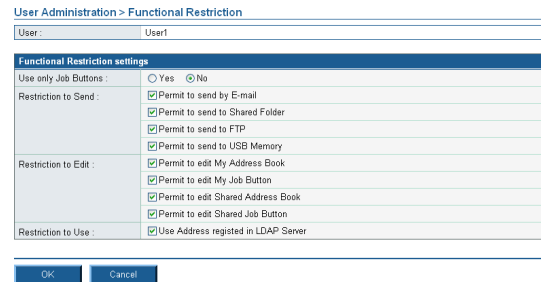 User Administration > Functional Restriction
User : User1
Functional Restriction settings
Use only Job Buttons : Yes No
Restriction to Send : Permit to send by E-mail
Permit to send to Shared Folder
Permit to send to FTP
Permit to send to USB Memory
Restriction to Edit : Permit to edit My Address Book
Permit to edit My Job Button
Permit to edit Shared Address Book
Permit to edit Shared Job Button
Restriction to Use : Use Address registed in LDAP Server
OK Cancel